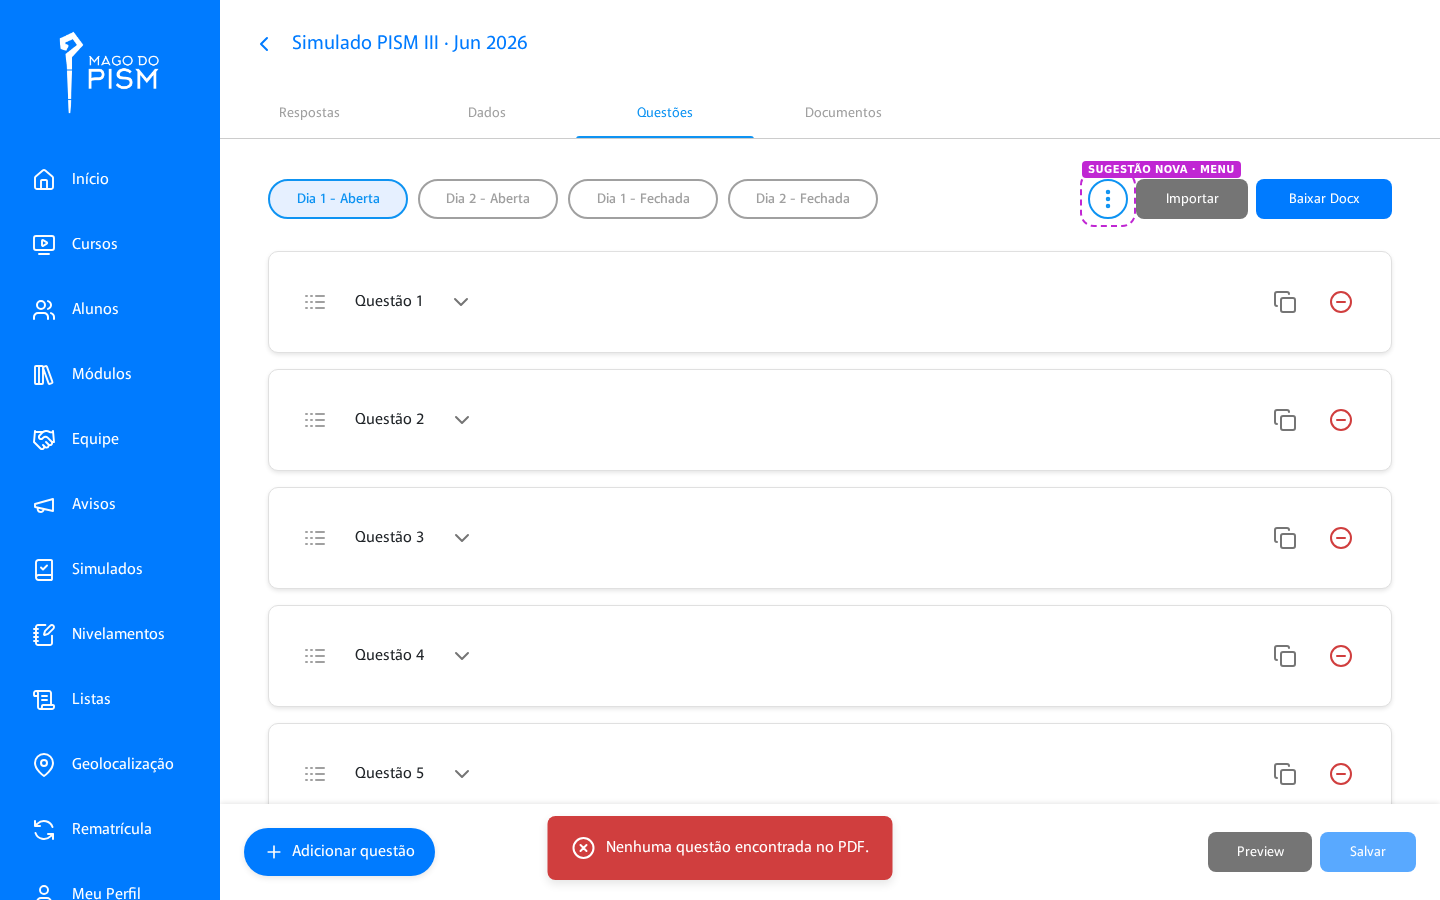 MAGO DO
PISM
Início
Cursos
Alunos
Módulos
Equipe
Avisos
Simulados
Nivelamentos
Listas
Geolocalização
Rematrícula
Meu Perfil
Simulado PISM III · Jun 2026
Respostas
Dados
Questões
Documentos
Dia 1 - Aberta
Dia 2 - Aberta
Dia 1 - Fechada
Dia 2 - Fechada
SUGESTÃO NOVA · MENU
Importar
Baixar Docx
Questão 1
Questão 2
Questão 3
Questão 4
Questão 5
Adicionar questão
Nenhuma questão encontrada no PDF.
Preview
Salvar